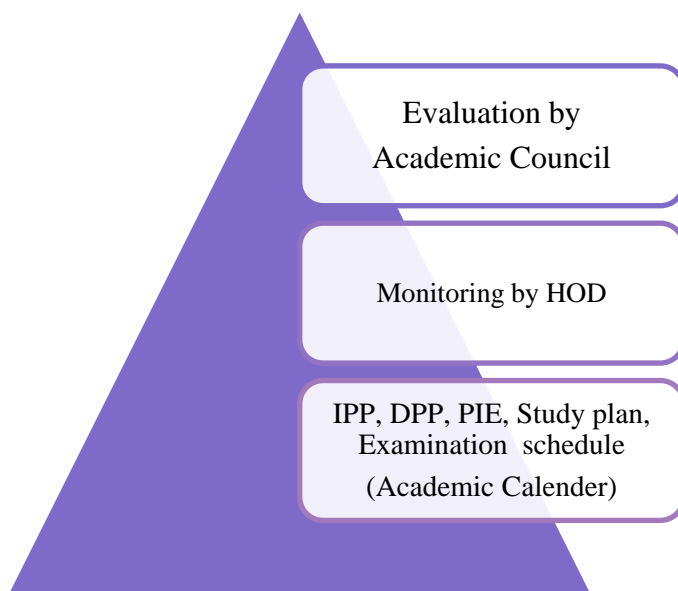 Evaluation by
Academic Council
Monitoring by HOD
IPP, DPP, PIE, Study plan,
Examination schedule
(Academic Calender)